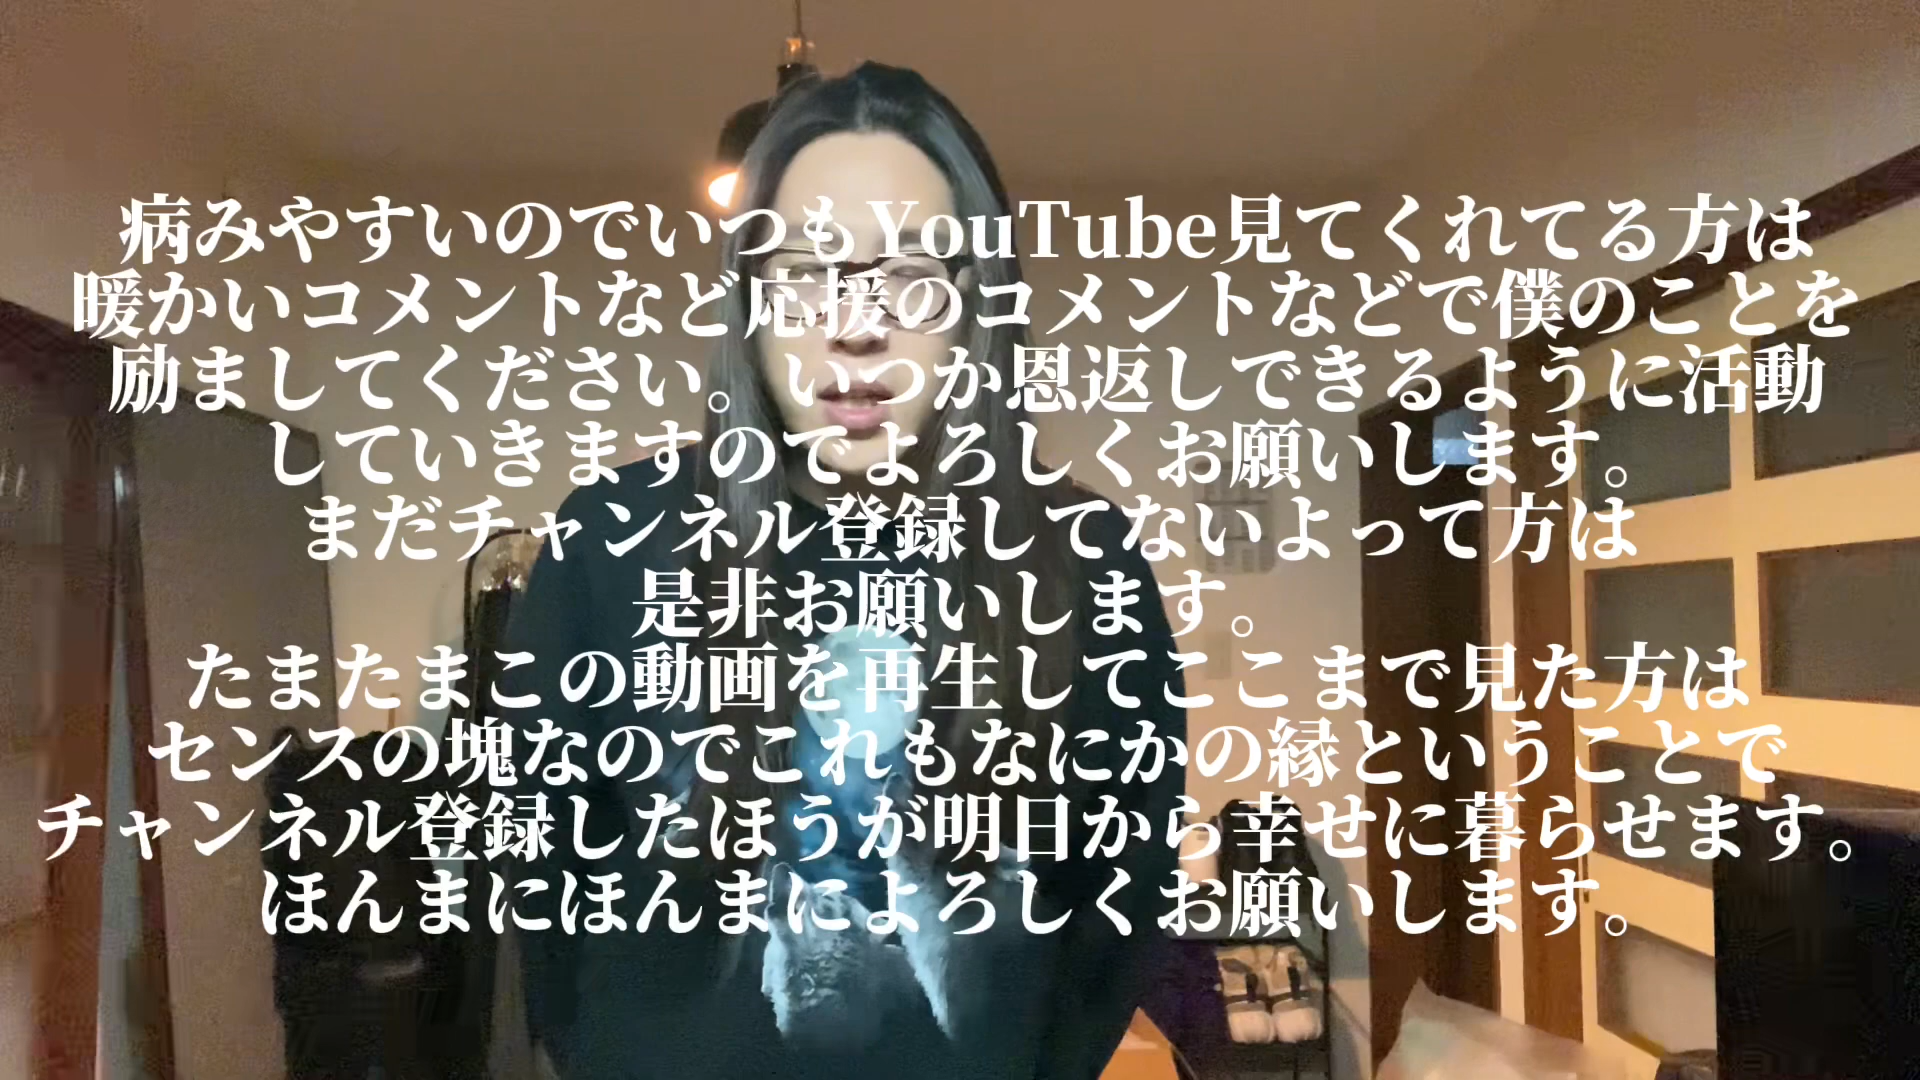 病みやすいのでいつもYouTube見てくれてる方は
暖かいコメントなど応援のコメントなどで僕のことを
励ましてください。いつか恩返しできるように活動
していきますのでよろしくお願いします。
まだチャンネル登録してないよって方は
是非お願いします。
たまたまこの動画を再生してここまで見た方は
センスの塊なのでこれもなにかの縁ということで
チャンネル登録したほうが明日から幸せに暮らせます。
ほんまにほんまによろしくお願いします。